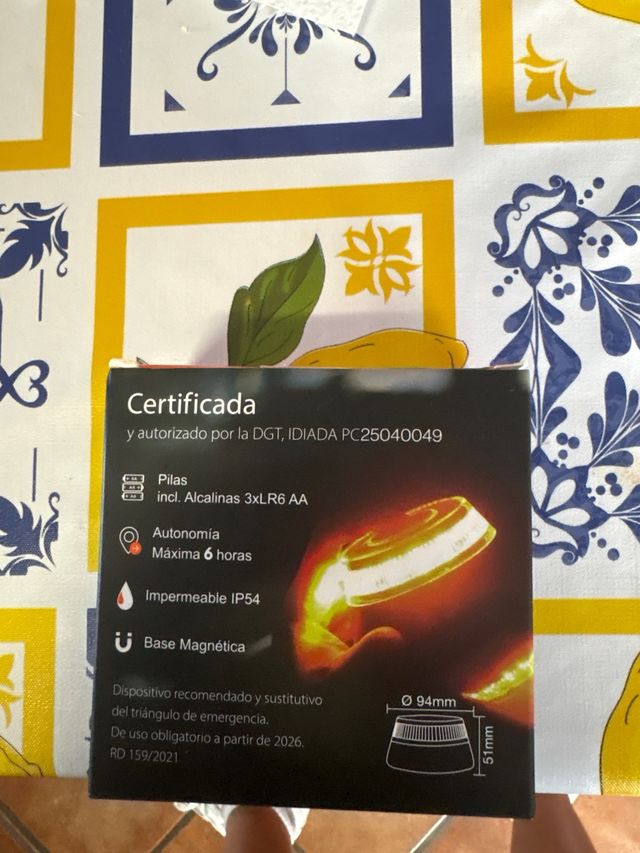 Certificada
y autorizado por la DGT, IDIADA PC25040049
Pilas
incl. Alcalinas 3xLR6 AA
Autonomía
Máxima 6 horas
Impermeable IP54
Base Magnética
Dispositivo recomendado y sustitutivo
del triángulo de emergencia.
De uso obligatorio a partir de 2026.
RD 159/2021
Ø 94mm
51mm